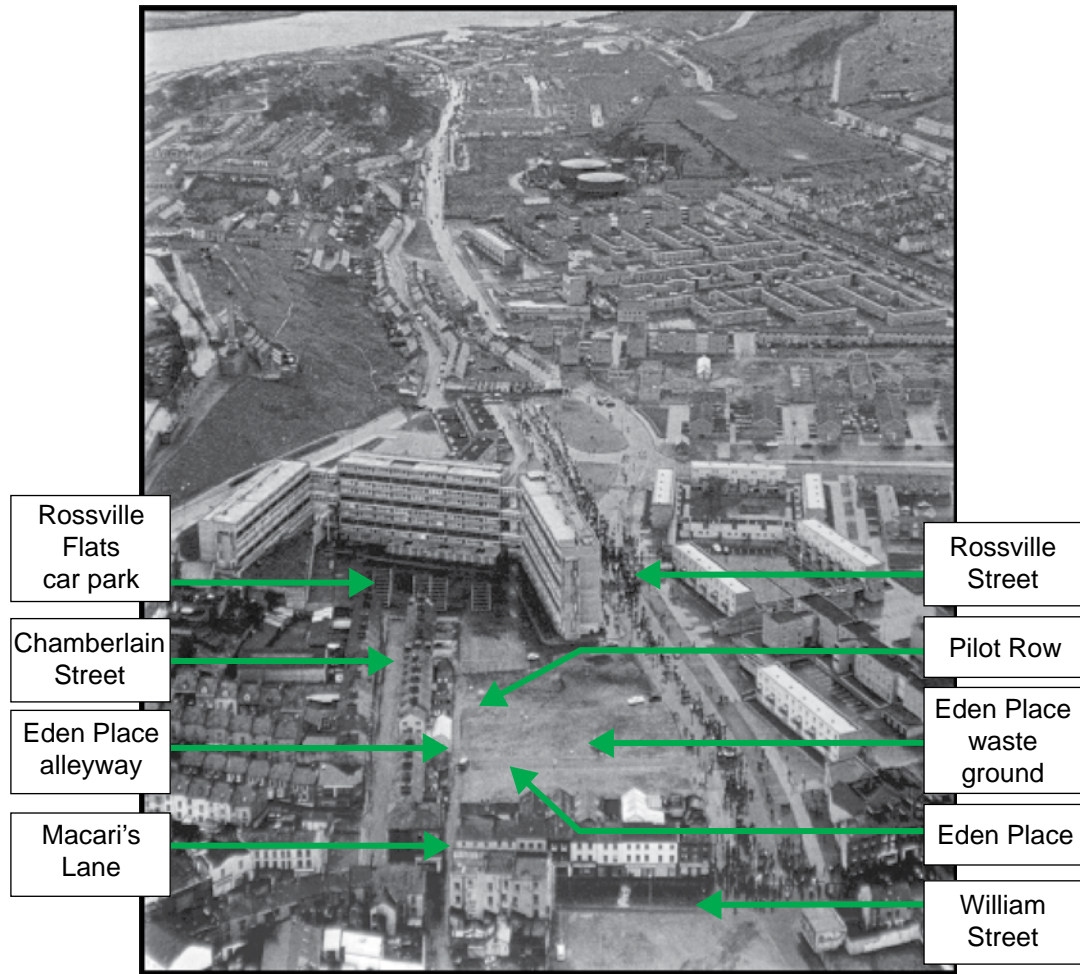 Rossville
Flats
car park
Chamberlain
Street
Eden Place
alleyway
Macari's
Lane
Rossville
Street
Pilot Row
Eden Place
waste
ground
Eden Place
William
Street